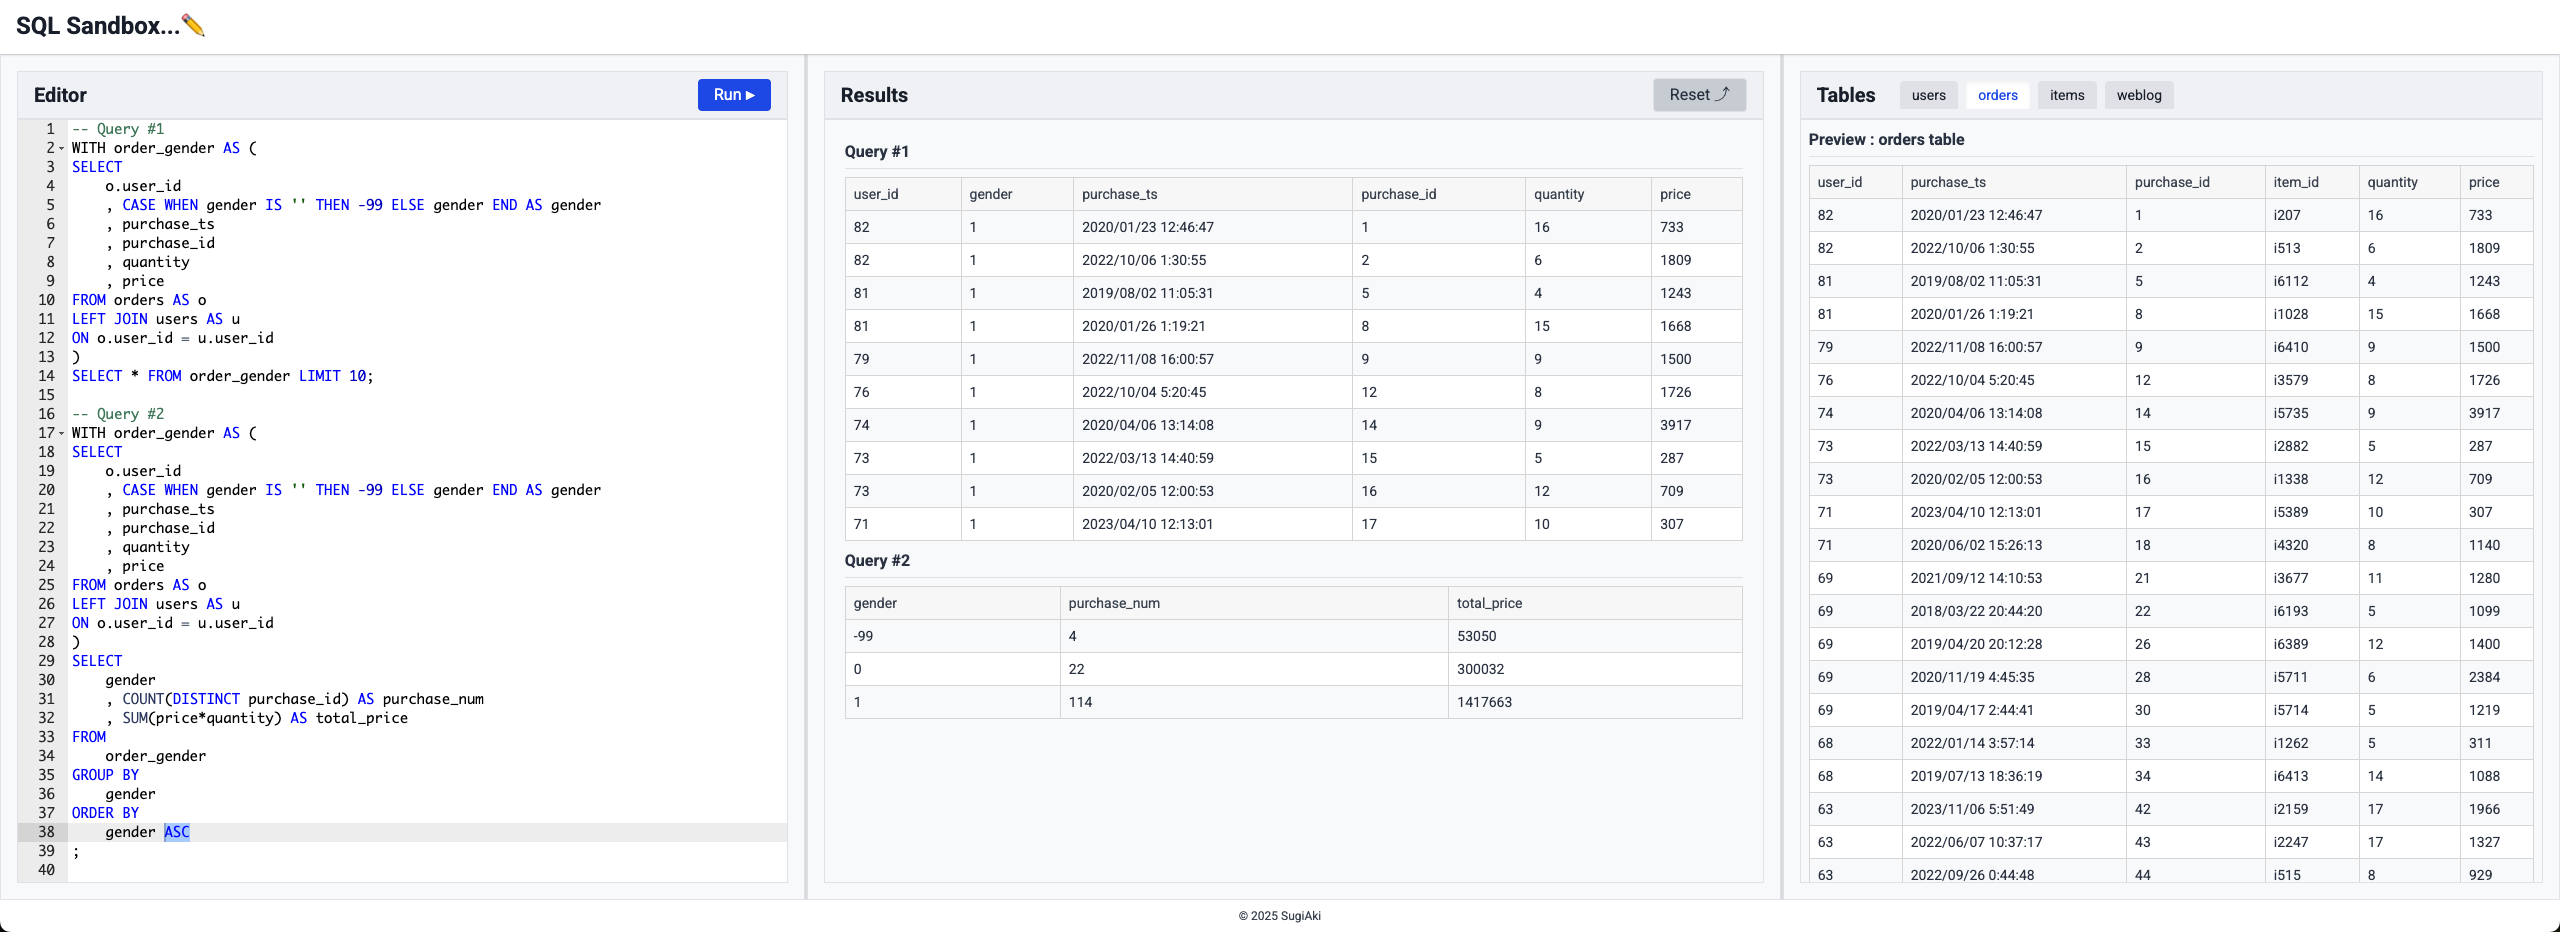 SQL Sandbox...✏️
Editor
Run ▶
1 -- Query #1
2 WITH order_gender AS (
3 SELECT
4     o.user_id
5     , CASE WHEN gender IS '' THEN -99 ELSE gender END AS gender
6     , purchase_ts
7     , purchase_id
8     , quantity
9     , price
10 FROM orders AS o
11 LEFT JOIN users AS u
12 ON o.user_id = u.user_id
13 )
14 SELECT * FROM order_gender LIMIT 10;
15
16 -- Query #2
17 WITH order_gender AS (
18 SELECT
19     o.user_id
20     , CASE WHEN gender IS '' THEN -99 ELSE gender END AS gender
21     , purchase_ts
22     , purchase_id
23     , quantity
24     , price
25 FROM orders AS o
26 LEFT JOIN users AS u
27 ON o.user_id = u.user_id
28 )
29 SELECT
30     gender
31     , COUNT(DISTINCT purchase_id) AS purchase_num
32     , SUM(price*quantity) AS total_price
33 FROM
34     order_gender
35 GROUP BY
36     gender
37 ORDER BY
38     gender ASC
39 ;
40
Results
Reset ⤴
Query #1
user_id gender purchase_ts purchase_id quantity price
82 1 2020/01/23 12:46:47 1 16 733
82 1 2022/10/06 1:30:55 2 6 1809
81 1 2019/08/02 11:05:31 5 4 1243
81 1 2020/01/26 1:19:21 8 15 1668
79 1 2022/11/08 16:00:57 9 9 1500
76 1 2022/10/04 5:20:45 12 8 1726
74 1 2020/04/06 13:14:08 14 9 3917
73 1 2022/03/13 14:40:59 15 5 287
73 1 2020/02/05 12:00:53 16 12 709
71 1 2023/04/10 12:13:01 17 10 307
Query #2
gender purchase_num total_price
-99 4 53050
0 22 300032
1 114 1417663
Tables users orders items weblog
Preview : orders table
user_id purchase_ts purchase_id item_id quantity price
82 2020/01/23 12:46:47 1 i207 16 733
82 2022/10/06 1:30:55 2 i513 6 1809
81 2019/08/02 11:05:31 5 i6112 4 1243
81 2020/01/26 1:19:21 8 i1028 15 1668
79 2022/11/08 16:00:57 9 i6410 9 1500
76 2022/10/04 5:20:45 12 i3579 8 1726
74 2020/04/06 13:14:08 14 i5735 9 3917
73 2022/03/13 14:40:59 15 i2882 5 287
73 2020/02/05 12:00:53 16 i1338 12 709
71 2023/04/10 12:13:01 17 i5389 10 307
71 2020/06/02 15:26:13 18 i4320 8 1140
69 2021/09/12 14:10:53 21 i3677 11 1280
69 2018/03/22 20:44:20 22 i6193 5 1099
69 2019/04/20 20:12:28 26 i6389 12 1400
69 2020/11/19 4:45:35 28 i5711 6 2384
69 2019/04/17 2:44:41 30 i5714 5 1219
68 2022/01/14 3:57:14 33 i1262 5 311
68 2019/07/13 18:36:19 34 i6413 14 1088
63 2023/11/06 5:51:49 42 i2159 17 1966
63 2022/06/07 10:37:17 43 i2247 17 1327
63 2022/09/26 0:44:48 44 i515 8 929
© 2025 SugiAki